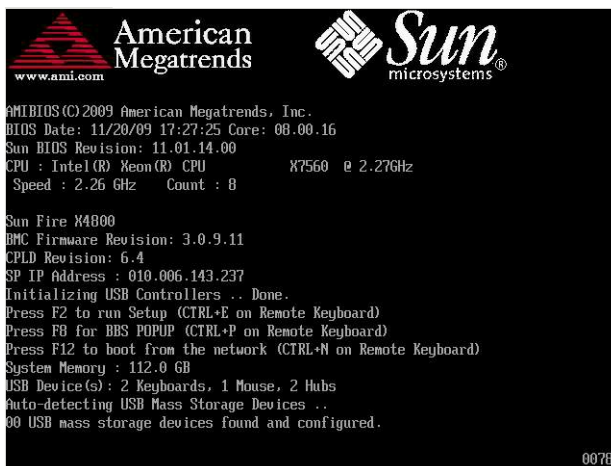 American
Megatrends
www.ami.com
Sun®
microsystems
AMIBIOS(C)2009 American Megatrends, Inc.
BIOS Date: 11/20/09 17:27:25 Core: 08.00.16
Sun BIOS Revision: 11.01.14.00
CPU : Intel(R) Xeon(R) CPU X7560 @ 2.27GHz
Speed : 2.26 GHz Count : 8
Sun Fire X4800
BMC Firmware Revision: 3.0.9.11
CPLD Revision: 6.4
SP IP Address : 010.006.143.237
Initializing USB Controllers .. Done.
Press F2 to run Setup (CTRL+E on Remote Keyboard)
Press F8 for BBS POPUP (CTRL+P on Remote Keyboard)
Press F12 to boot from the network (CTRL+N on Remote Keyboard)
System Memory : 112.0 GB
USB Device(s): 2 Keyboards, 1 Mouse, 2 Hubs
Auto-detecting USB Mass Storage Devices ..
00 USB mass storage devices found and configured.
0078